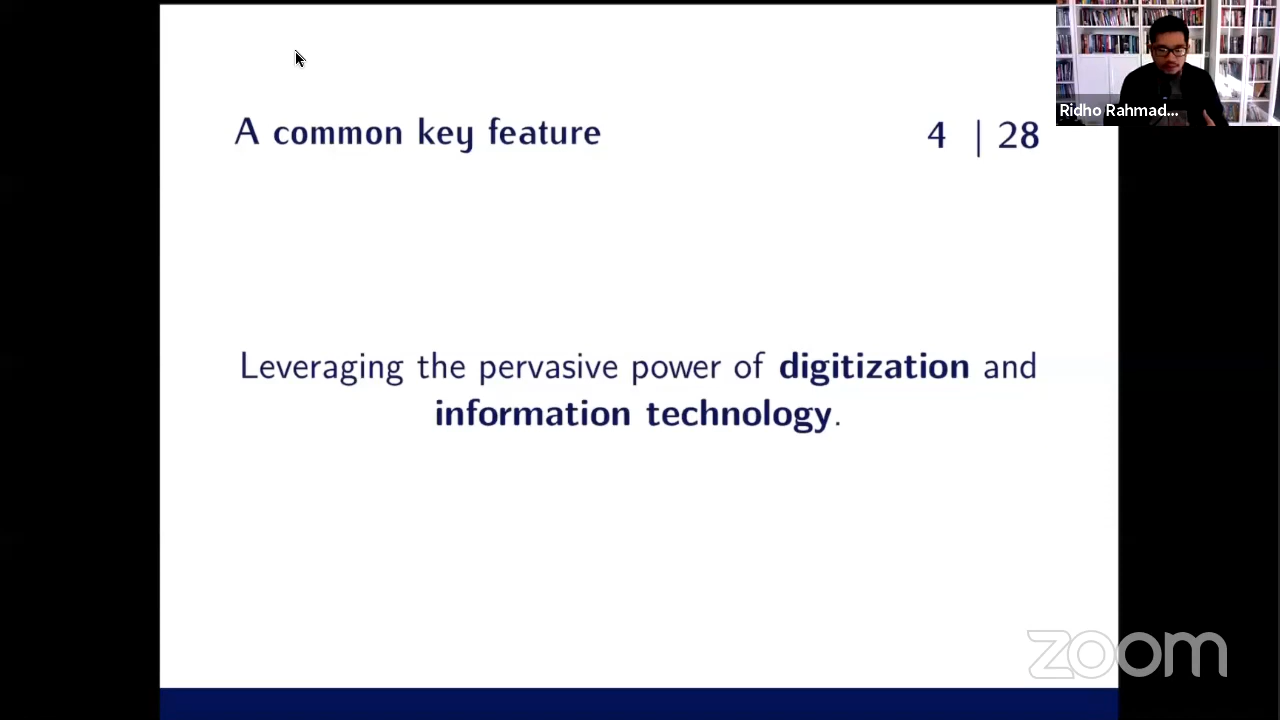 A common key feature
4 | 28
Ridho Rahmad...
Leveraging the pervasive power of digitization and
information technology.
zoom